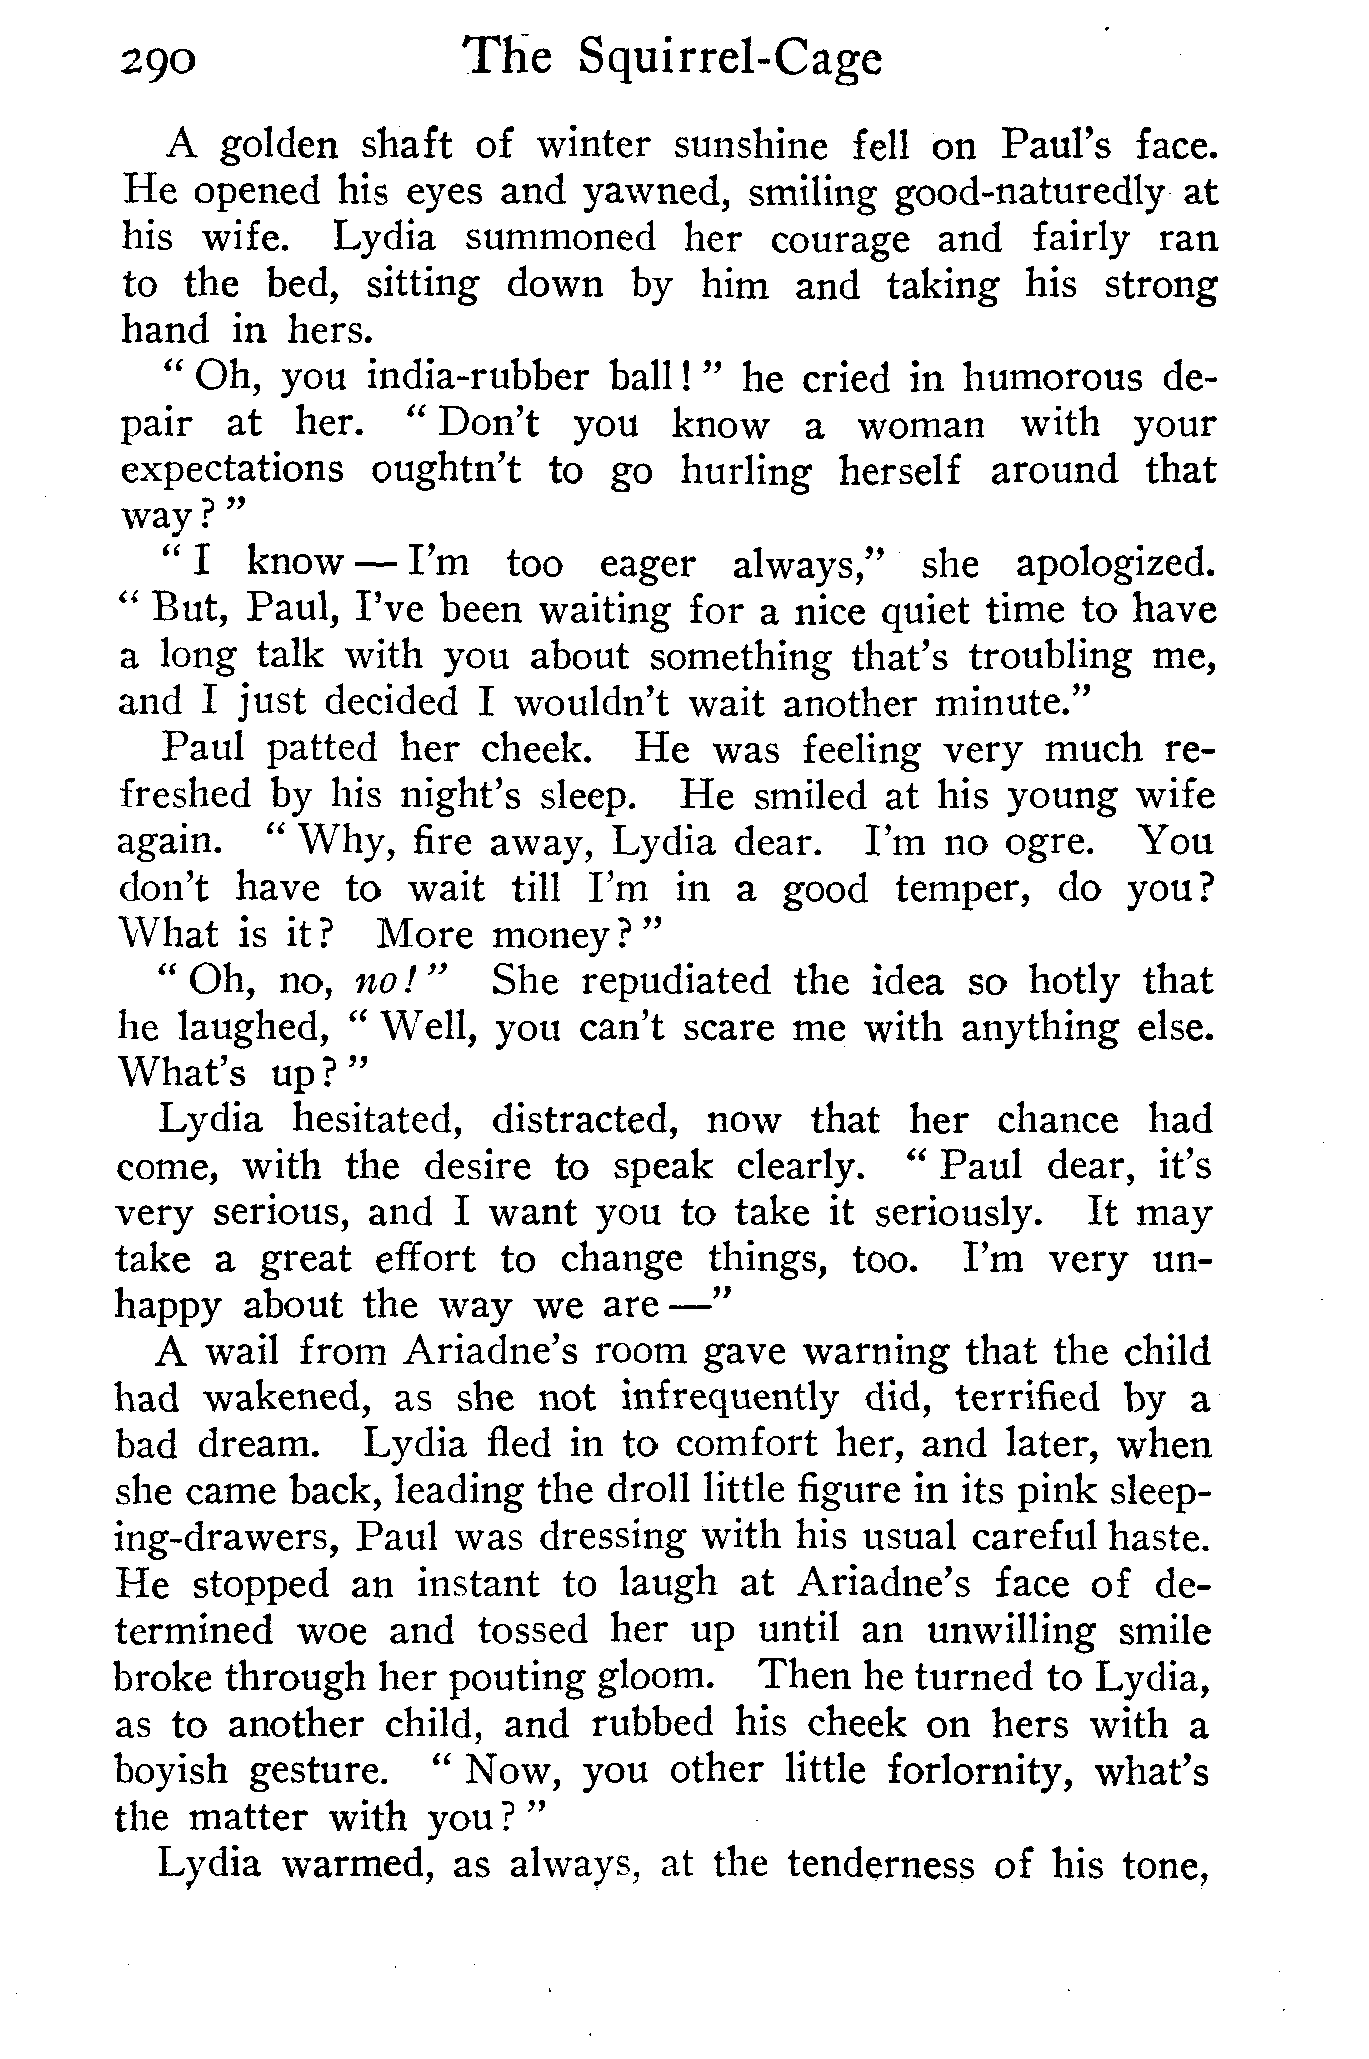 290 The Squirrel-Cage
A golden shaft of winter sunshine fell on Paul's face.
He opened his eyes and yawned, smiling good-naturedly at
his wife. Lydia summoned her courage and fairly ran
to the bed, sitting down by him and taking his strong
hand in hers.
" Oh, you india-rubber ball! " he cried in humorous de-
pair at her. " Don't you know a woman with your
expectations oughtn't to go hurling herself around that
way? "
" I know — I'm too eager always," she apologized.
" But, Paul, I've been waiting for a nice quiet time to have
a long talk with you about something that's troubling me,
and I just decided I wouldn't wait another minute."
Paul patted her cheek. He was feeling very much re-
freshed by his night's sleep. He smiled at his young wife
again. " Why, fire away, Lydia dear. I'm no ogre. You
don't have to wait till I'm in a good temper, do you?
What is it? More money? "
" Oh, no, no! " She repudiated the idea so hotly that
he laughed, " Well, you can't scare me with anything else.
What's up? "
Lydia hesitated, distracted, now that her chance had
come, with the desire to speak clearly. " Paul dear, it's
very serious, and I want you to take it seriously. It may
take a great effort to change things, too. I'm very un-
happy about the way we are —"
A wail from Ariadne's room gave warning that the child
had wakened, as she not infrequently did, terrified by a
bad dream. Lydia fled in to comfort her, and later, when
she came back, leading the droll little figure in its pink sleep-
ing-drawers, Paul was dressing with his usual careful haste.
He stopped an instant to laugh at Ariadne's face of de-
termined woe and tossed her up until an unwilling smile
broke through her pouting gloom. Then he turned to Lydia,
as to another child, and rubbed his cheek on hers with a
boyish gesture. " Now, you other little forlornity, what's
the matter with you? "
Lydia warmed, as always, at the tenderness of his tone,